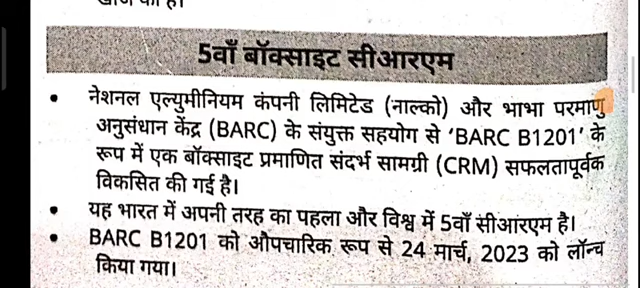 5वाँ बॉक्साइट सीआरएम
• नेशनल एल्युमीनियम कंपनी लिमिटेड (नाल्को) और भाभा परमाणु
अनुसंधान केंद्र (BARC) के संयुक्त सहयोग से ‘BARC B1201’ के
रूप में एक बॉक्साइट प्रमाणित संदर्भ सामग्री (CRM) सफलतापूर्वक
विकसित की गई है।
• यह भारत में अपनी तरह का पहला और विश्व में 5वाँ सीआरएम है।
• BARC B1201 को औपचारिक रूप से 24 मार्च, 2023 को लॉन्च
किया गया।